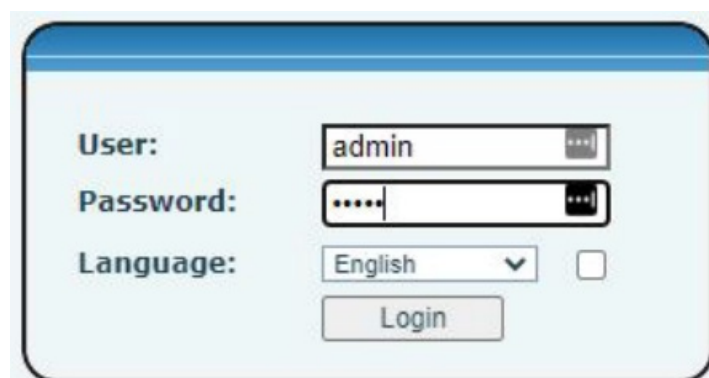 User: admin
Password: •••••
Language: English
Login